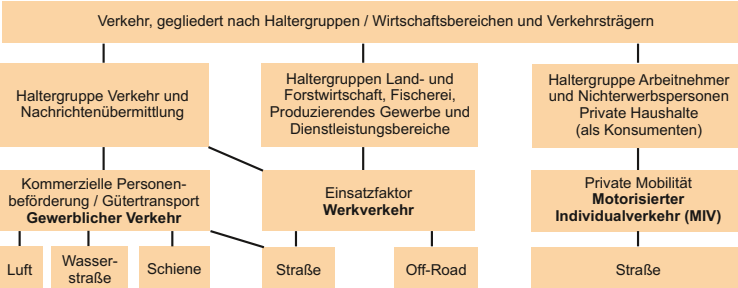 Verkehr, gegliedert nach Haltergruppen / Wirtschaftsbereichen und Verkehrsträgern
Haltergruppe Verkehr und
Nachrichtenübermittlung
Haltergruppen Land- und
Forstwirtschaft, Fischerei,
Produzierendes Gewerbe und
Dienstleistungsbereiche
Haltergruppe Arbeitnehmer
und Nichterwerbspersonen
Private Haushalte
(als Konsumenten)
Kommerzielle Personen-
beförderung / Gütertransport
Gewerblicher Verkehr
Einsatzfaktor
Werkverkehr
Private Mobilität
Motorisierter
Individualverkehr (MIV)
Luft
Wasser-
straße
Schiene
Straße
Off-Road
Straße